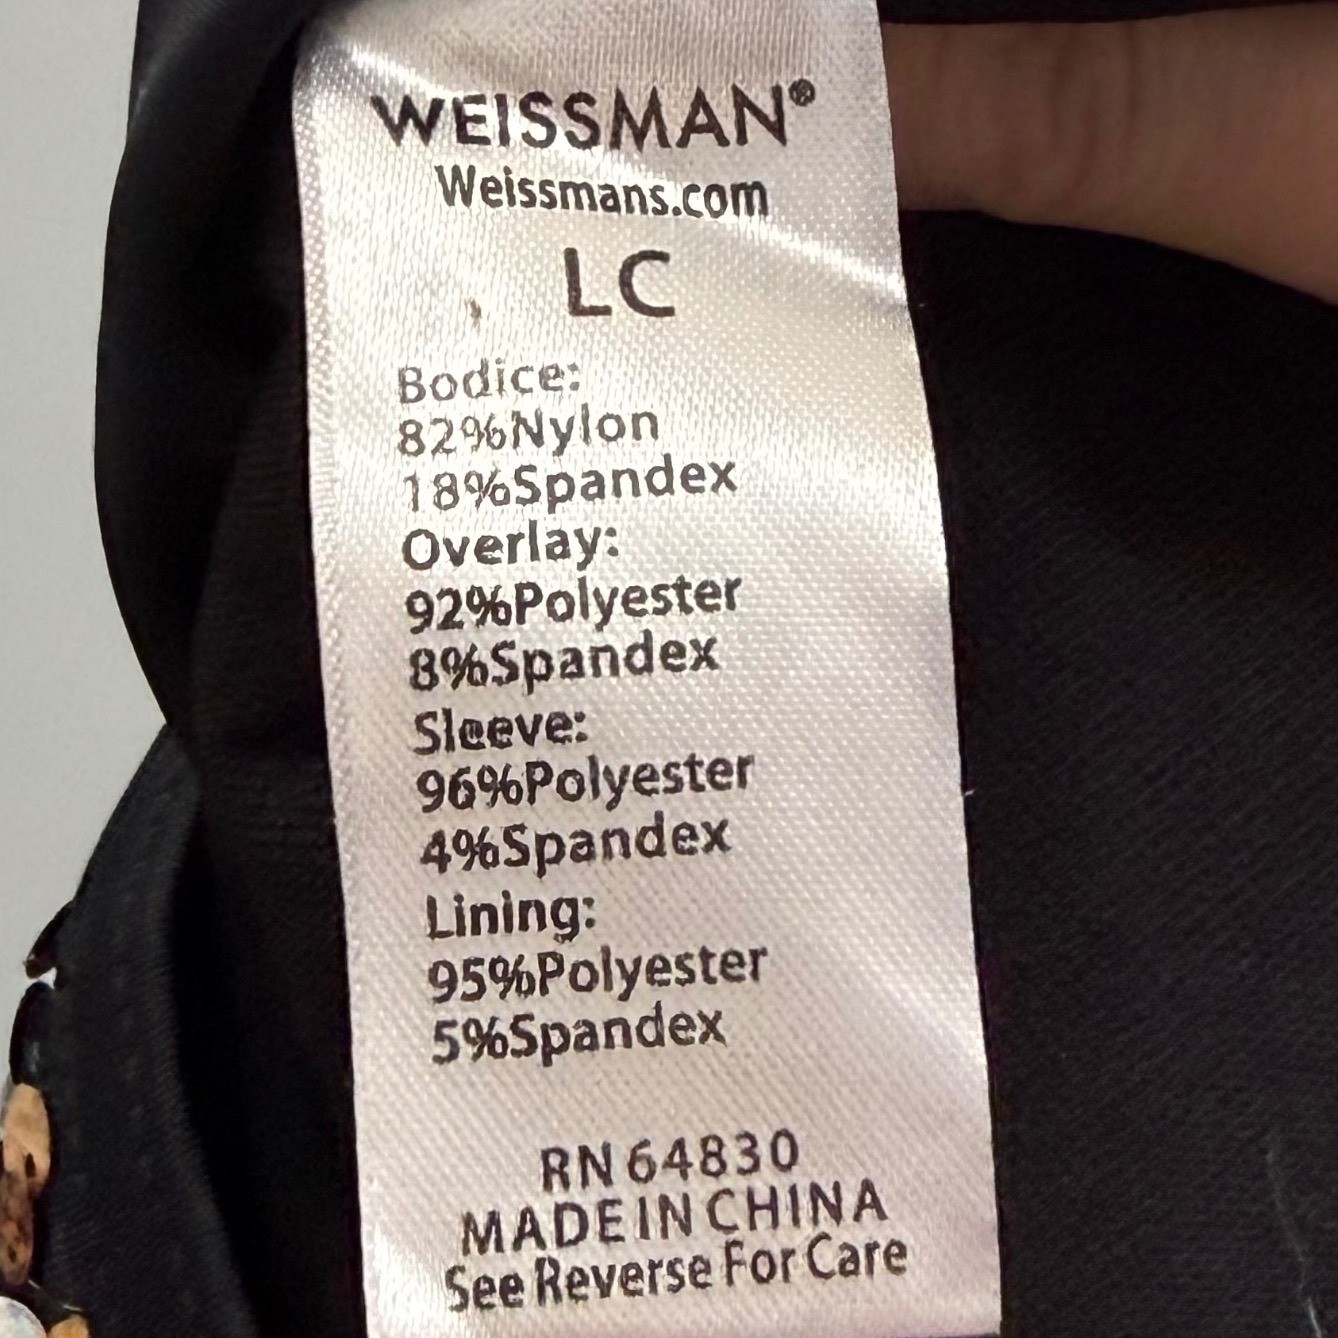 WEISSMAN®
Weissmans.com
LC
Bodice:
82%Nylon
18%Spandex
Overlay:
92%Polyester
8%Spandex
Sleeve:
96%Polyester
4%Spandex
Lining:
95%Polyester
5%Spandex
RN 64830
MADE IN CHINA
See Reverse For Care